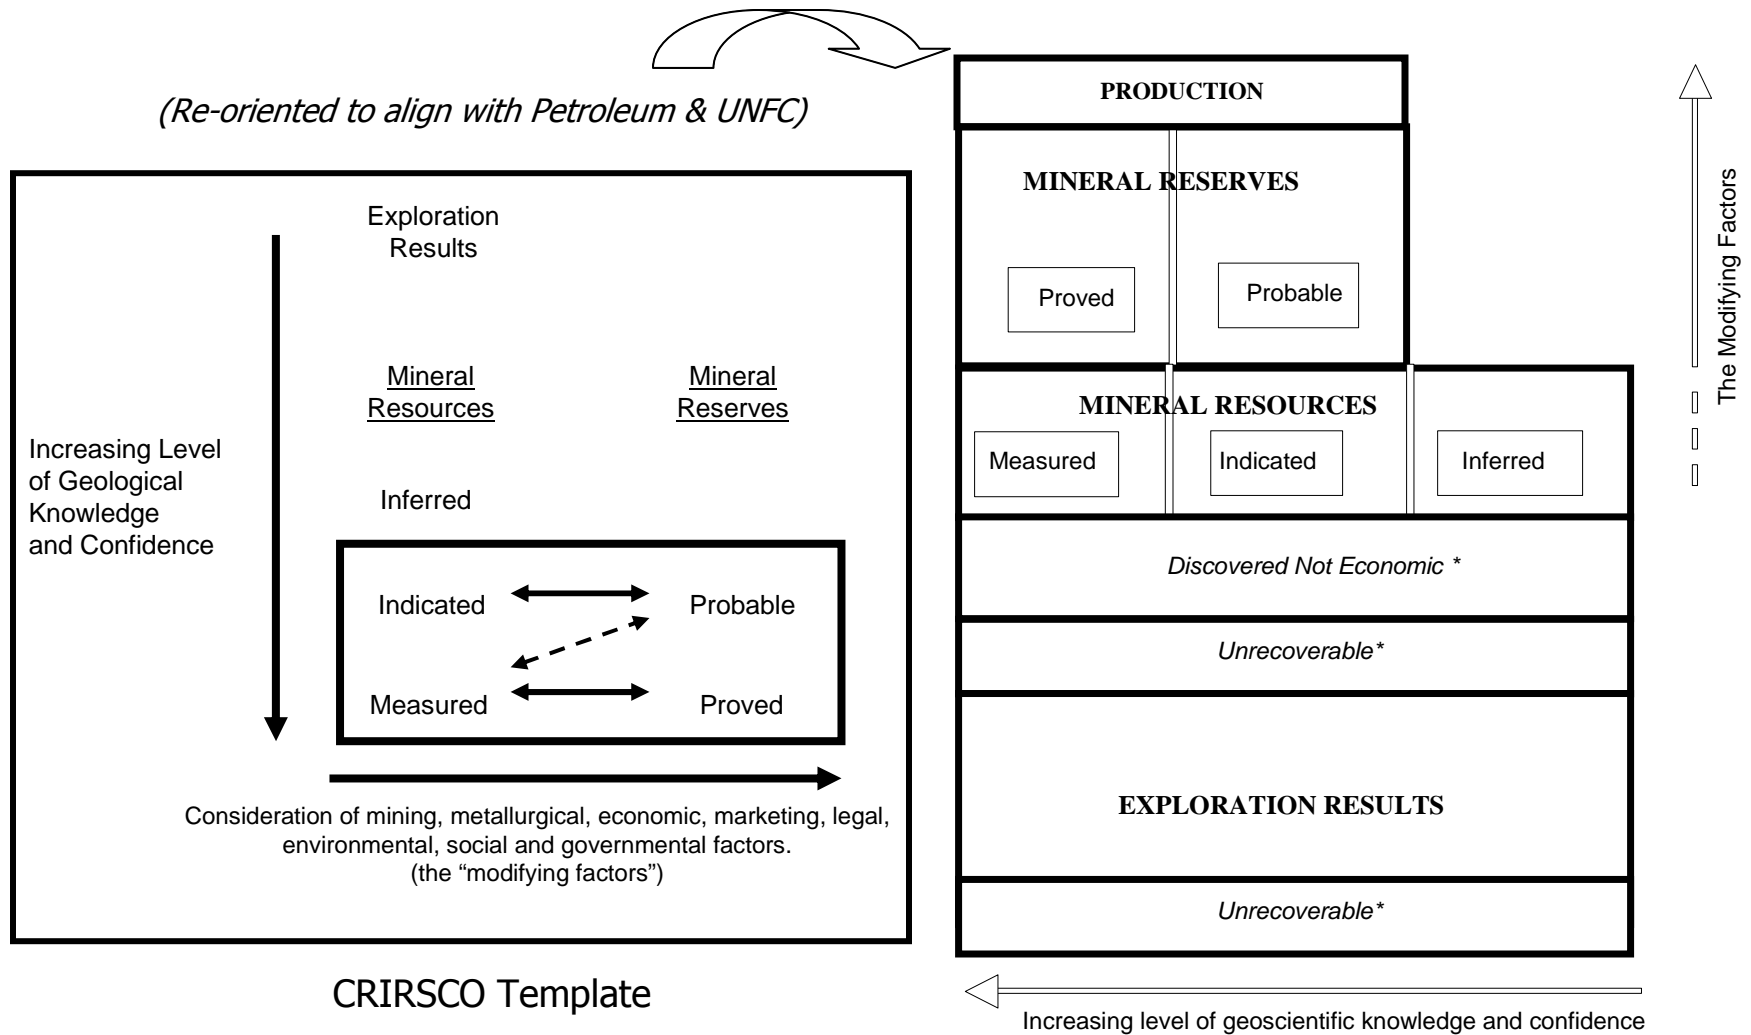 (Re-oriented to align with Petroleum & UNFC)
Exploration
Results
Mineral
Resources
Mineral
Reserves
Increasing Level
of Geological
Knowledge
and Confidence
Inferred
Indicated
Probable
Measured
Proved
Consideration of mining, metallurgical, economic, marketing, legal,
environmental, social and governmental factors.
(the “modifying factors”)
CRIRSCO Template
PRODUCTION
MINERAL RESERVES
Proved
Probable
MINERAL RESOURCES
Measured
Indicated
Inferred
Discovered Not Economic *
Unrecoverable*
EXPLORATION RESULTS
Unrecoverable*
The Modifying Factors
Increasing level of geoscientific knowledge and confidence